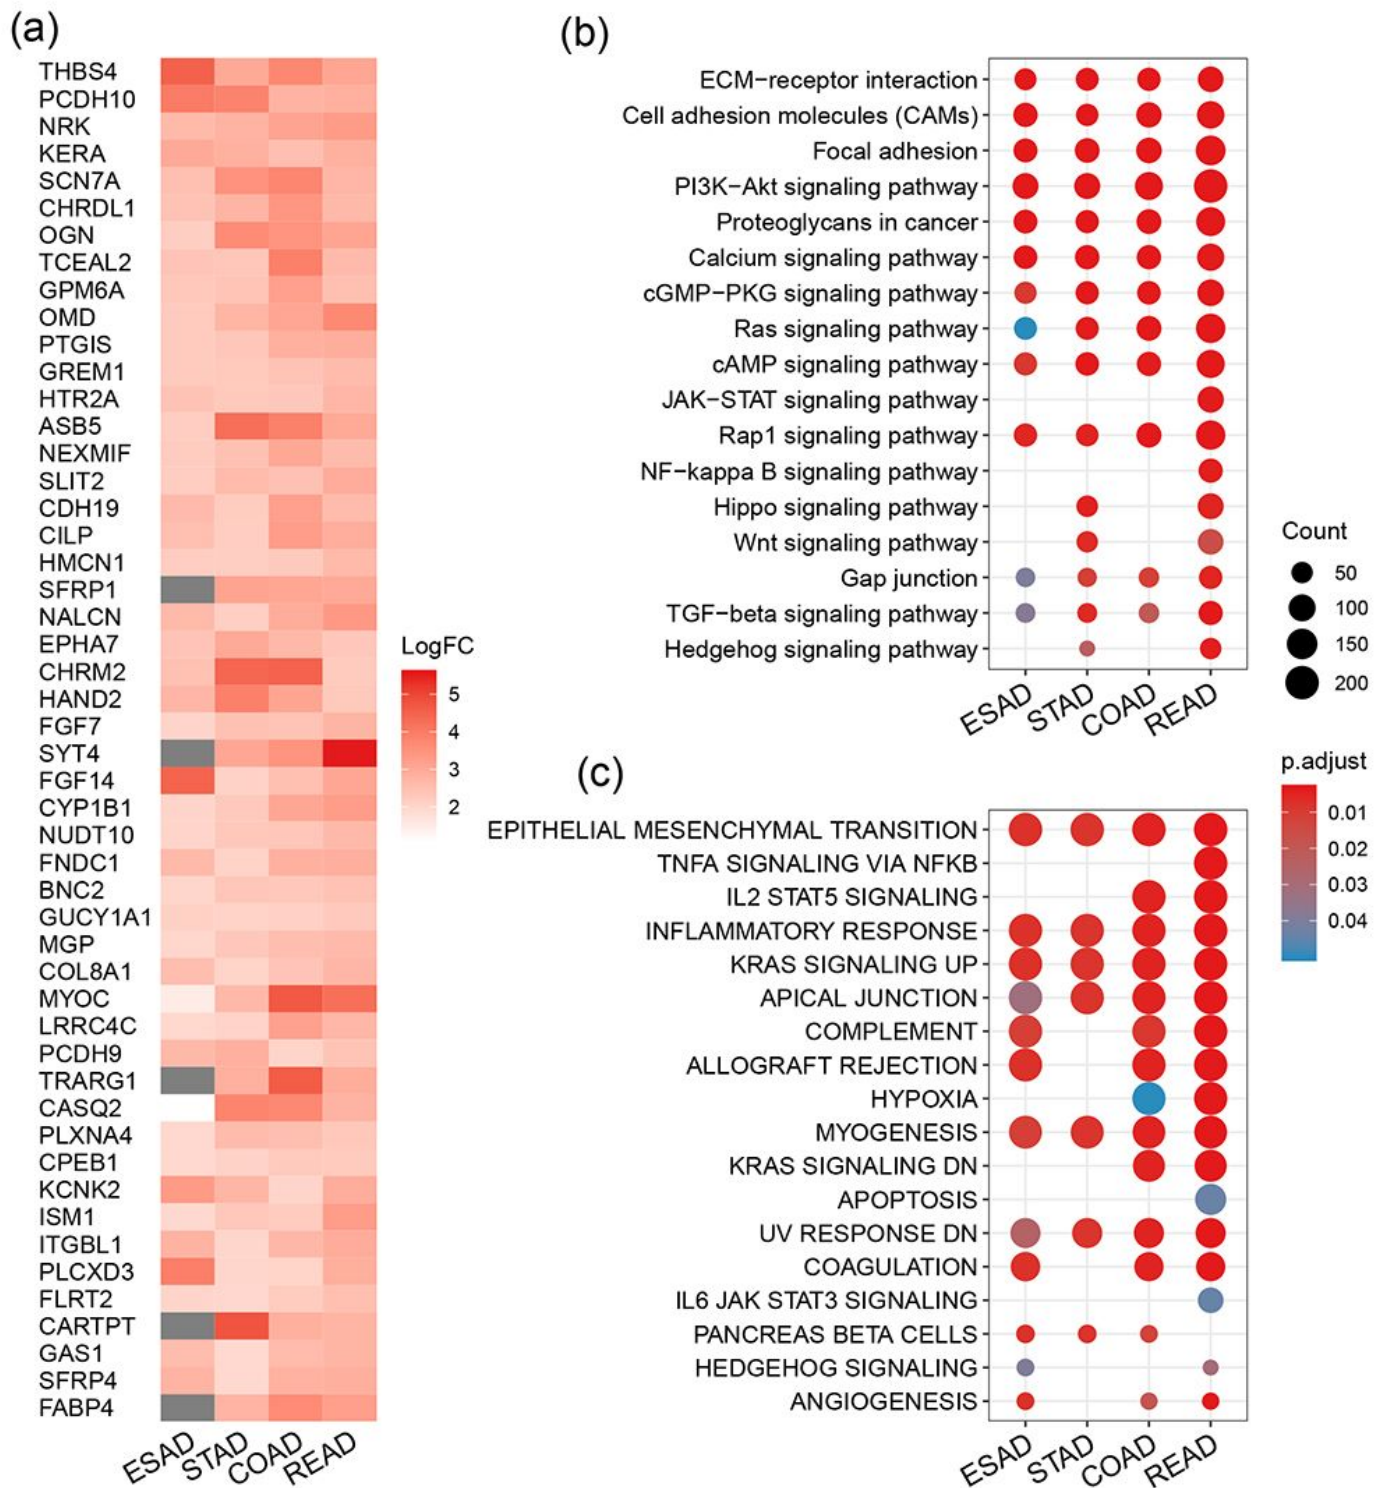 (a)
THBS4
PCDH10
NRK
KERA
SCN7A
CHRDL1
OGN
TCEAL2
GPM6A
OMD
PTGIS
GREM1
HTR2A
ASB5
NEXMIF
SLIT2
CDH19
CILP
HMCN1
SFRP1
NALCN
EPHA7
CHRM2
HAND2
FGF7
SYT4
FGF14
CYP1B1
NUDT10
FNDC1
BNC2
GUCY1A1
MGP
COL8A1
MYOC
LRRC4C
PCDH9
TRARG1
CASQ2
PLXNA4
CPEB1
KCNK2
ISM1
ITGBL1
PLCXD3
FLRT2
CARTPT
GAS1
SFRP4
FABP4
ESAD STAD COAD READ
LogFC
5
4
3
2
(b)
ECM−receptor interaction
Cell adhesion molecules (CAMs)
Focal adhesion
PI3K−Akt signaling pathway
Proteoglycans in cancer
Calcium signaling pathway
cGMP−PKG signaling pathway
Ras signaling pathway
cAMP signaling pathway
JAK−STAT signaling pathway
Rap1 signaling pathway
NF−kappa B signaling pathway
Hippo signaling pathway
Wnt signaling pathway
Gap junction
TGF−beta signaling pathway
Hedgehog signaling pathway
ESAD STAD COAD READ
Count
50
100
150
200
p.adjust
0.01
0.02
0.03
0.04
(c)
EPITHELIAL MESENCHYMAL TRANSITION
TNFA SIGNALING VIA NFKB
IL2 STAT5 SIGNALING
INFLAMMATORY RESPONSE
KRAS SIGNALING UP
APICAL JUNCTION
COMPLEMENT
ALLOGRAFT REJECTION
HYPOXIA
MYOGENESIS
KRAS SIGNALING DN
APOPTOSIS
UV RESPONSE DN
COAGULATION
IL6 JAK STAT3 SIGNALING
PANCREAS BETA CELLS
HEDGEHOG SIGNALING
ANGIOGENESIS
ESAD STAD COAD READ